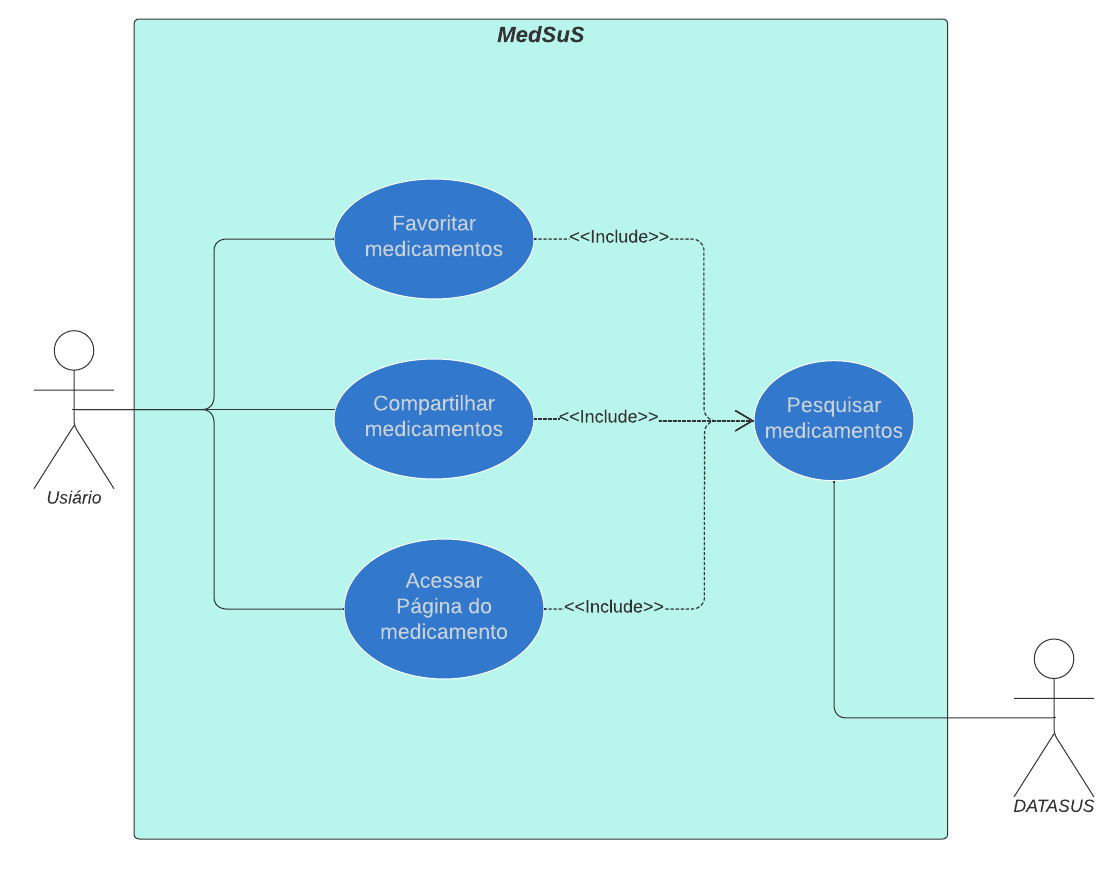 MedSuS
Favoritar
medicamentos
<<Include>>
Compartilhar
medicamentos
<<Include>>
Pesquisar
medicamentos
Usiário
Acessar
Página do
medicamento
<<Include>>
DATASUS